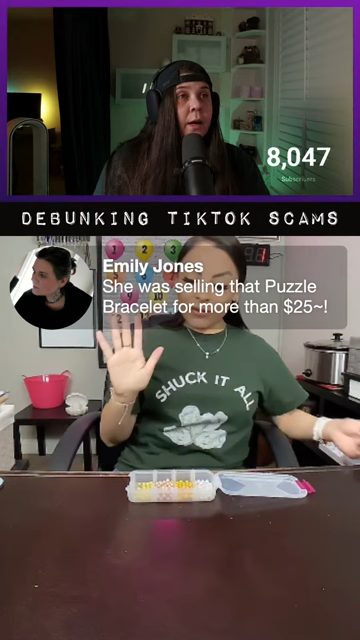 8,047
Subscribers
DEBUNKING TIKTOK SCAMS
1 2 3
Emily Jones
She was selling that Puzzle
Bracelet for more than $25~!
10
SHUCK IT ALL